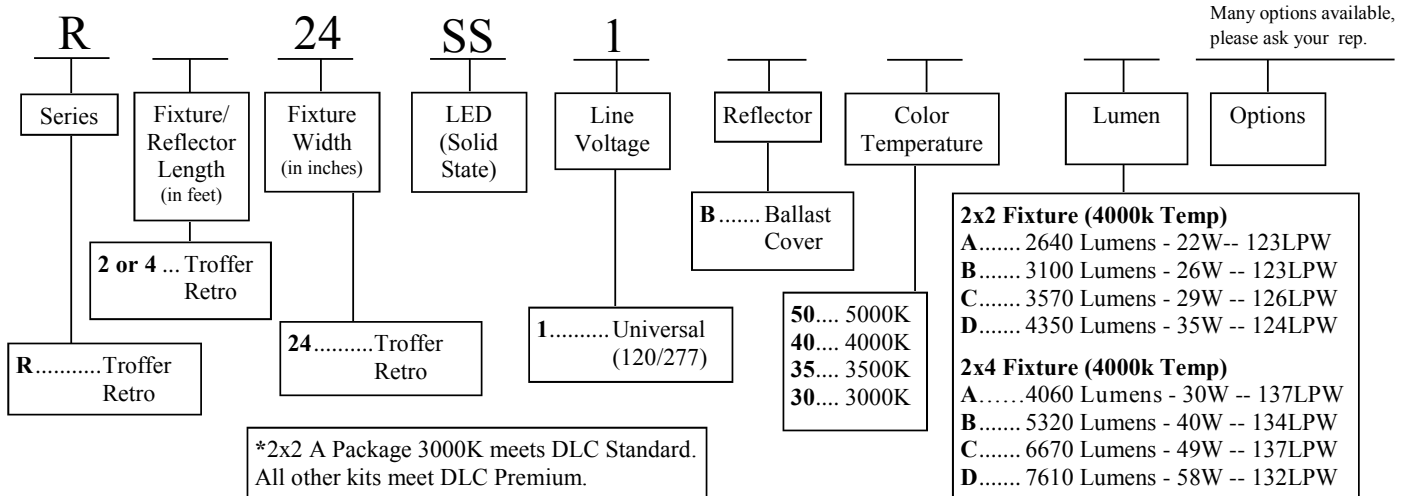 Many options available,
please ask your rep.
R 24 SS 1
Series
Fixture/
Reflector
Length
(in feet)
Fixture
Width
(in inches)
LED
(Solid
State)
Line
Voltage
Reflector
Color
Temperature
Lumen
Options
2 or 4 ... Troffer
Retro
R...........Troffer
Retro
24..........Troffer
Retro
1..........Universal
(120/277)
B....... Ballast
Cover
50.... 5000K
40.... 4000K
35.... 3500K
30.... 3000K
2x2 Fixture (4000k Temp)
A....... 2640 Lumens - 22W-- 123LPW
B....... 3100 Lumens - 26W -- 123LPW
C....... 3570 Lumens - 29W -- 126LPW
D....... 4350 Lumens - 35W -- 124LPW
2x4 Fixture (4000k Temp)
A......4060 Lumens - 30W -- 137LPW
B....... 5320 Lumens - 40W -- 134LPW
C....... 6670 Lumens - 49W -- 137LPW
D....... 7610 Lumens - 58W -- 132LPW
*2x2 A Package 3000K meets DLC Standard.
All other kits meet DLC Premium.